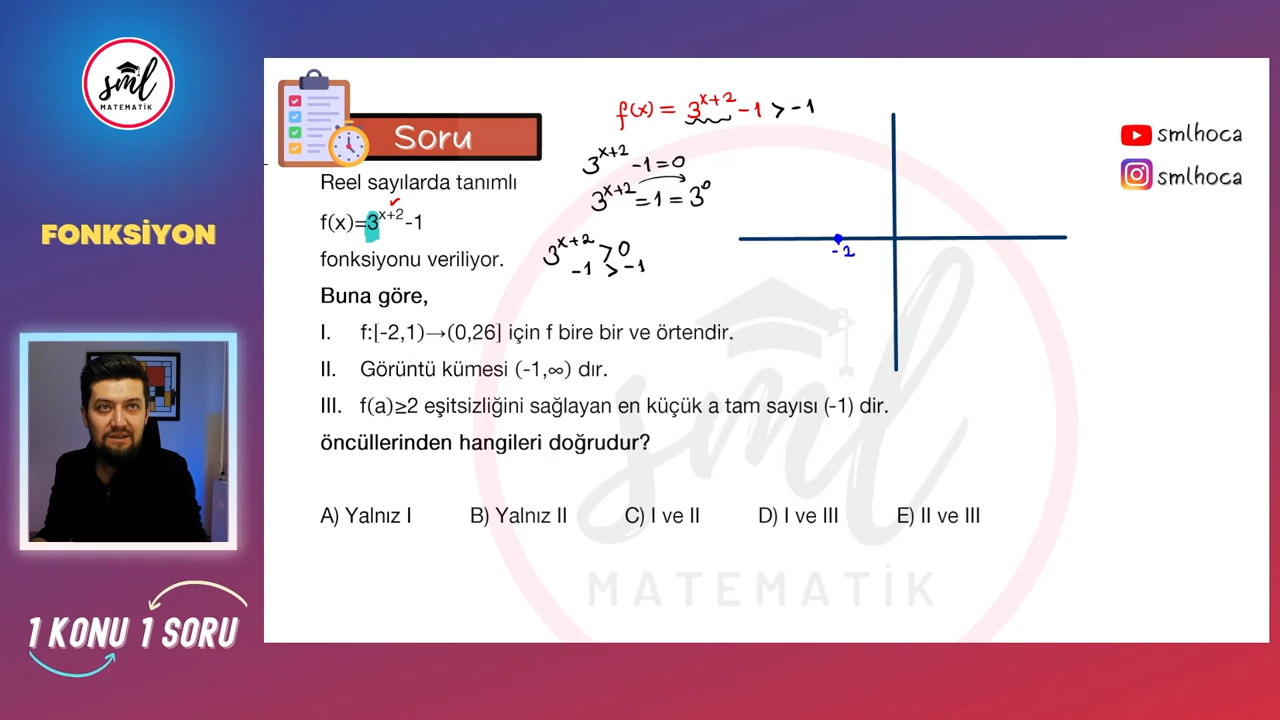 sml
MATEMATİK
FONKSİYON
1 KONU 1 SORU
Soru
Reel sayılarda tanımlı
f(x)=3^{x+2}-1
fonksiyonu veriliyor.
Buna göre,
I. f:[-2,1)→(0,26] için f bire bir ve örtendir.
II. Görüntü kümesi (-1,∞) dır.
III. f(a)≥2 eşitsizliğini sağlayan en küçük a tam sayısı (-1) dir.
öncüllerinden hangileri doğrudur?
A) Yalnız I B) Yalnız II C) I ve II D) I ve III E) II ve III
f(x) = 3^{x+2} -1 > -1
3^{x+2} -1 = 0
3^{x+2} = 1 = 3^0
3^{x+2} > 0
-1 > -1
-2
smlhoca
smlhoca
sml
MATEMATİK